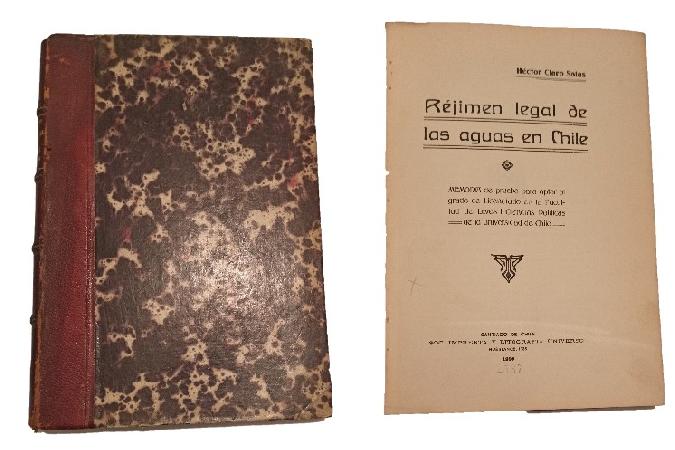 Héctor Claro Salas
Réjimen legal de
las aguas en Chile
MEMORIA de prueba para optar al
grado de Licenciado en la Facul-
tad de Leyes i Ciencias Políticas
de la Universidad de Chile
SANTIAGO DE CHILE
SOC. IMPRENTA Y LITOGRAFIA UNIVERSO
HUERFANOS, 1036